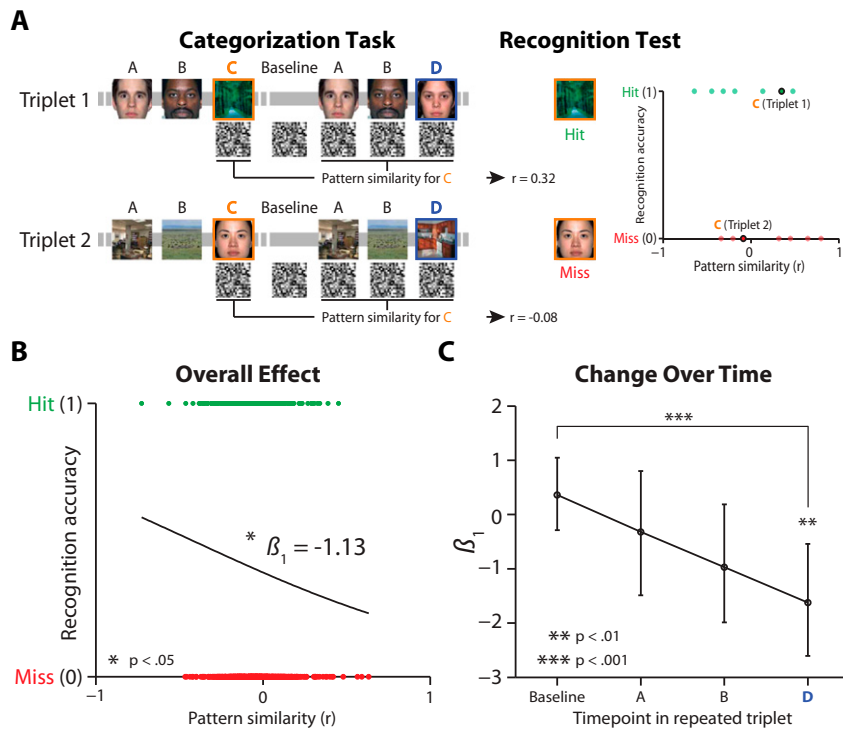 A
Categorization Task
Recognition Test
A B C Baseline A B D
Triplet 1
Hit
Pattern similarity for C
r = 0.32
A B C Baseline A B D
Triplet 2
Miss
Pattern similarity for C
r = -0.08
Recognition accuracy
Hit (1)
C (Triplet 1)
C (Triplet 2)
Miss (0)
−1 0 1
Pattern similarity (r)
B
Overall Effect
Hit (1)
Recognition accuracy
* ß1 = -1.13
* p < .05
Miss (0)
−1 0 1
Pattern similarity (r)
C
Change Over Time
2
1
0
−1
−2
−3
ß1
***
**
** p < .01
*** p < .001
Baseline A B D
Timepoint in repeated triplet